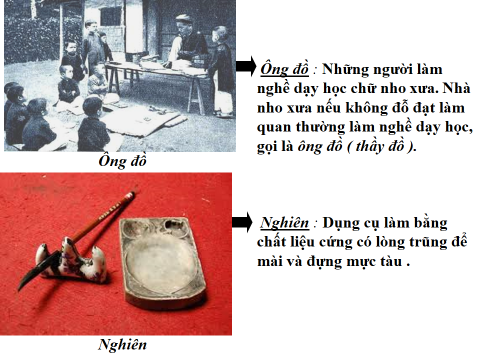 Ông đồ : Những người làm
nghề dạy học chữ nho xưa. Nhà
nho xưa nếu không đỗ đạt làm
quan thường làm nghề dạy học,
gọi là ông đồ ( thầy đồ ).
Ông đồ
Nghiên : Dụng cụ làm bằng
chất liệu cứng có lòng trũng để
mài và đựng mực tàu .
Nghiên